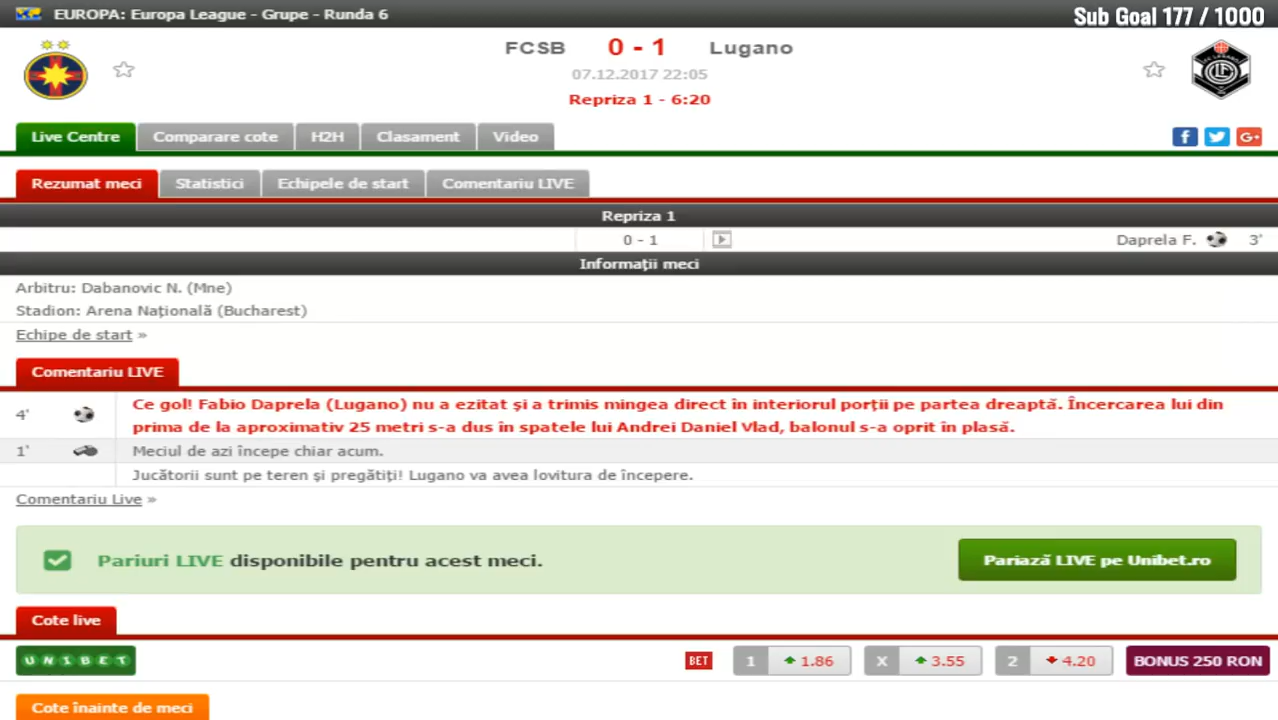 EUROPA: Europa League - Grupe - Runda 6
Sub Goal 177 / 1000
FCSB 0 - 1 Lugano
07.12.2017 22:05
Repriza 1 - 6:20
FC LUGANO
Live Centre Comparare cote H2H Clasament Video
f G+
Rezumat meci Statistici Echipele de start Comentariu LIVE
Repriza 1
0 - 1 Daprela F. 3'
Informații meci
Arbitru: Dabanovic N. (Mne)
Stadion: Arena Națională (Bucharest)
Echipe de start »
Comentariu LIVE
4' Ce gol! Fabio Daprela (Lugano) nu a ezitat și a trimis mingea direct în interiorul porții pe partea dreaptă. Încercarea lui din
prima de la aproximativ 25 metri s-a dus în spatele lui Andrei Daniel Vlad, balonul s-a oprit în plasă.
1' Meciul de azi începe chiar acum.
Jucătorii sunt pe teren și pregătiți! Lugano va avea lovitura de începere.
Comentariu Live »
Pariuri LIVE disponibile pentru acest meci.
Pariază LIVE pe Unibet.ro
Cote live
UNIBET BET 1 1.86 X 3.55 2 4.20 BONUS 250 RON
Cote înainte de meci